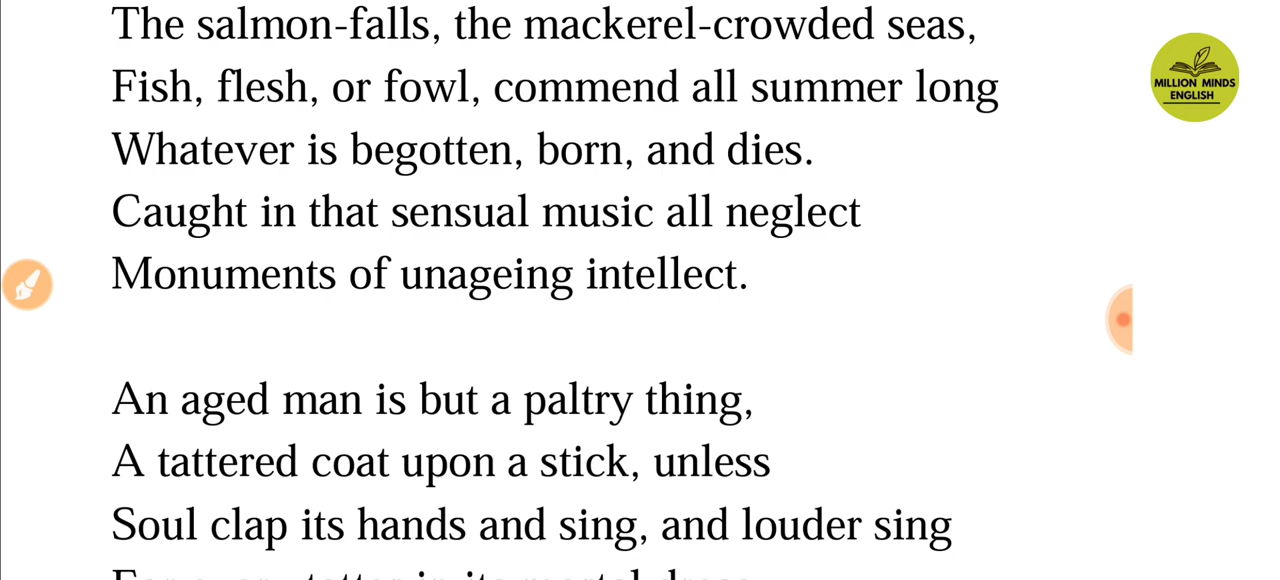 The salmon-falls, the mackerel-crowded seas,
Fish, flesh, or fowl, commend all summer long
Whatever is begotten, born, and dies.
Caught in that sensual music all neglect
Monuments of unageing intellect.
An aged man is but a paltry thing,
A tattered coat upon a stick, unless
Soul clap its hands and sing, and louder sing
MILLION MINDS
ENGLISH